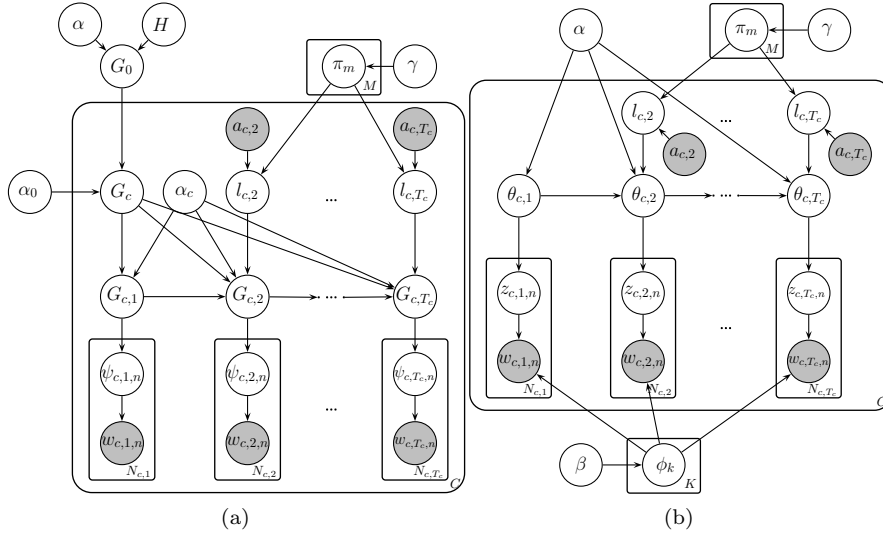 α H α π_m γ
G_0 M π_m γ M
a_{c,2} a_{c,T_c} l_{c,2} ... l_{c,T_c}
a_{c,2} a_{c,T_c}
α_0 G_c α_c l_{c,2} ... l_{c,T_c} θ_{c,1} θ_{c,2} ... θ_{c,T_c}
G_{c,1} G_{c,2} ... G_{c,T_c} z_{c,1,n} z_{c,2,n} z_{c,T_c,n}
...
ψ_{c,1,n} ψ_{c,2,n} ψ_{c,T_c,n} w_{c,1,n} w_{c,2,n} w_{c,T_c,n}
... N_{c,1} N_{c,2} N_{c,T_c} C
w_{c,1,n} w_{c,2,n} w_{c,T_c,n}
N_{c,1} N_{c,2} N_{c,T_c} C β φ_k K
(a) (b)